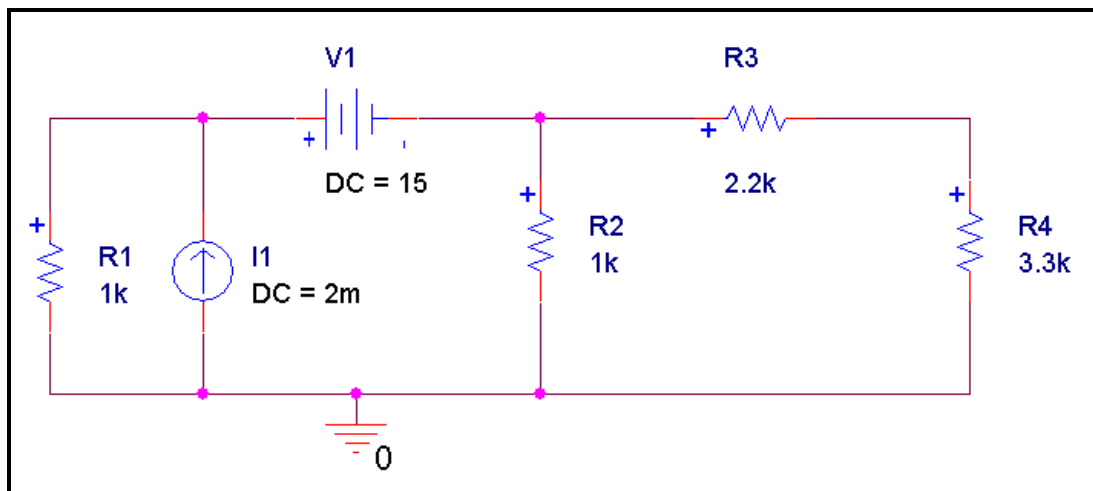 V1
R3
+
-
+
DC = 15
2.2k
+
R1
1k
I1
DC = 2m
+
R2
1k
+
R4
3.3k
0